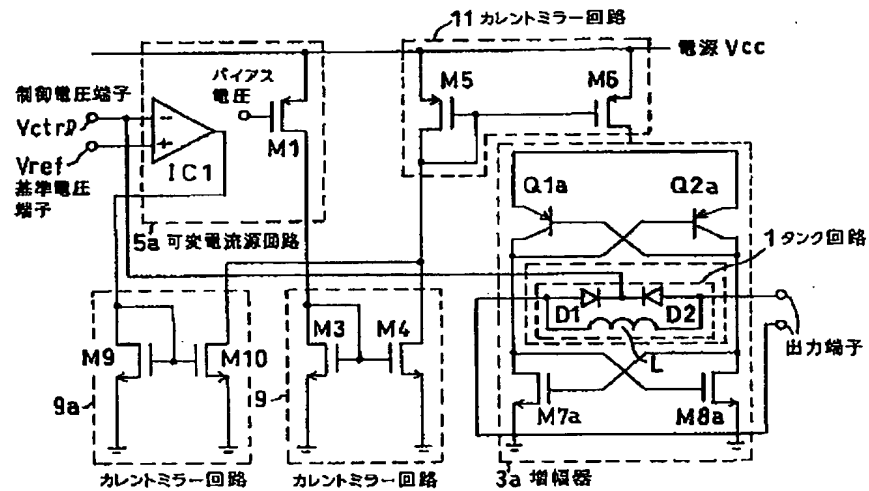 11 カレントミラー回路
電源 Vcc
バイアス
電圧
M5
M6
制御電圧端子
Vctrl
M1
Vref
基準電圧
端子
IC1
Q1a
Q2a
5a 可変電流源回路
1 タンク回路
D1
D2
M3
M4
M9
M10
L
出力端子
9a
9
M7a
M8a
カレントミラー回路
カレントミラー回路
3a 増幅器